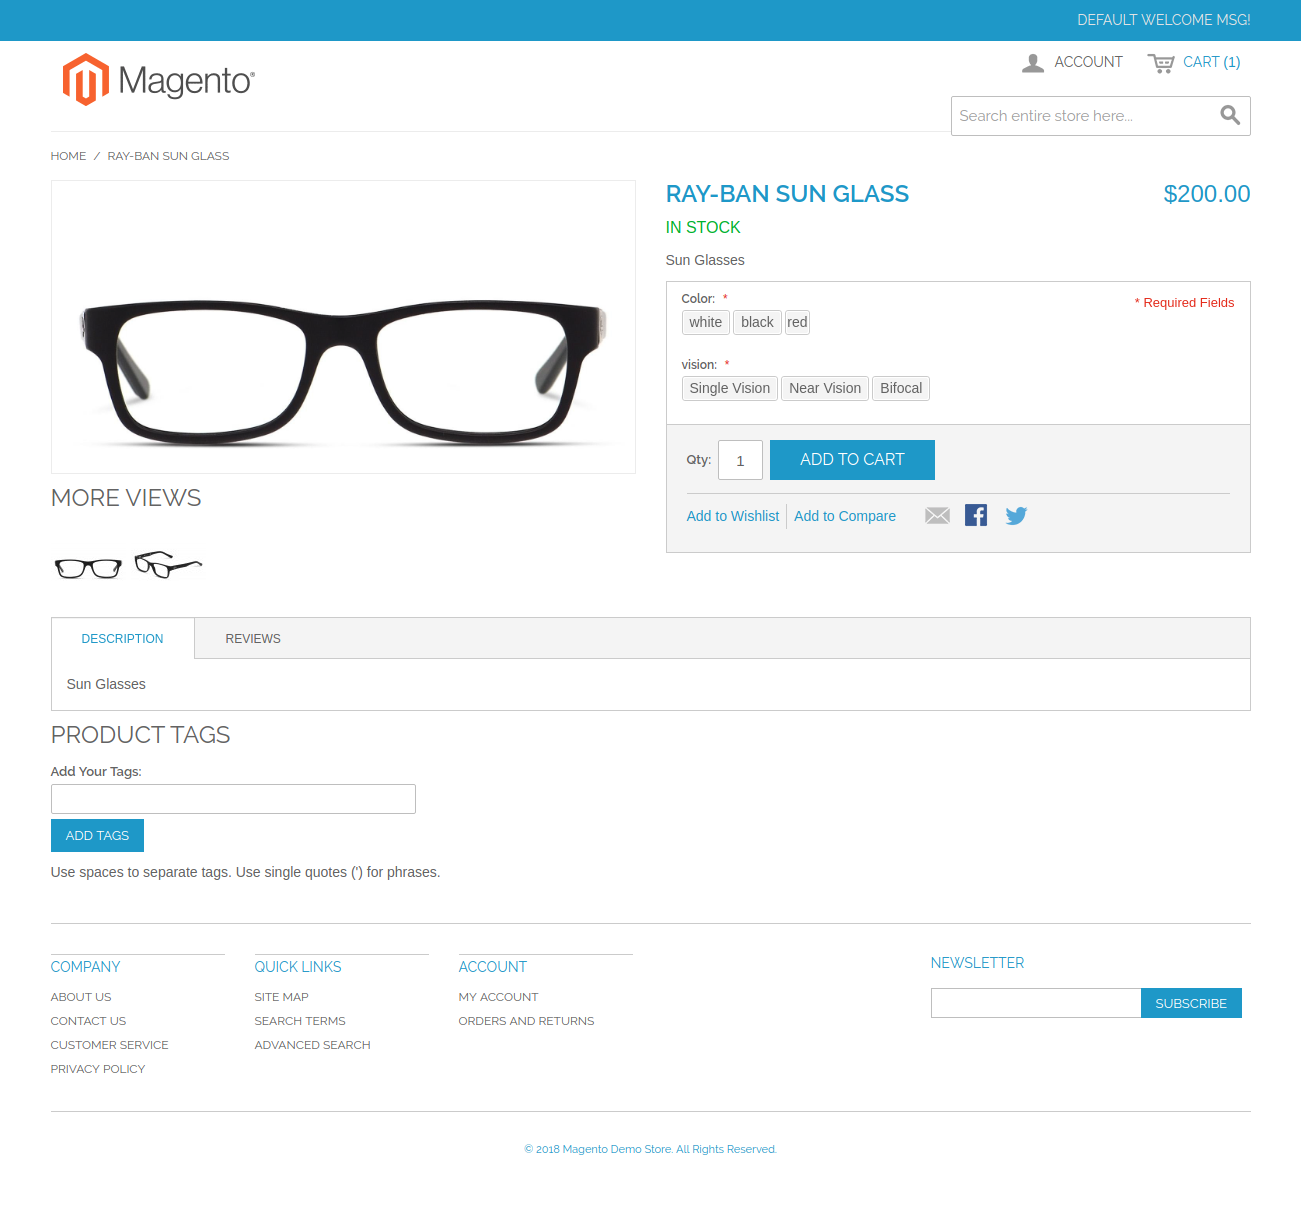 DEFAULT WELCOME MSG!
Magento®
ACCOUNT
CART (1)
Search entire store here...
HOME / RAY-BAN SUN GLASS
RAY-BAN SUN GLASS
$200.00
IN STOCK
Sun Glasses
Color: *
* Required Fields
white black red
vision: *
Single Vision Near Vision Bifocal
Qty: 1 ADD TO CART
Add to Wishlist Add to Compare
MORE VIEWS
DESCRIPTION REVIEWS
Sun Glasses
PRODUCT TAGS
Add Your Tags:
ADD TAGS
Use spaces to separate tags. Use single quotes (') for phrases.
COMPANY
ABOUT US
CONTACT US
CUSTOMER SERVICE
PRIVACY POLICY
QUICK LINKS
SITE MAP
SEARCH TERMS
ADVANCED SEARCH
ACCOUNT
MY ACCOUNT
ORDERS AND RETURNS
NEWSLETTER
SUBSCRIBE
© 2018 Magento Demo Store. All Rights Reserved.